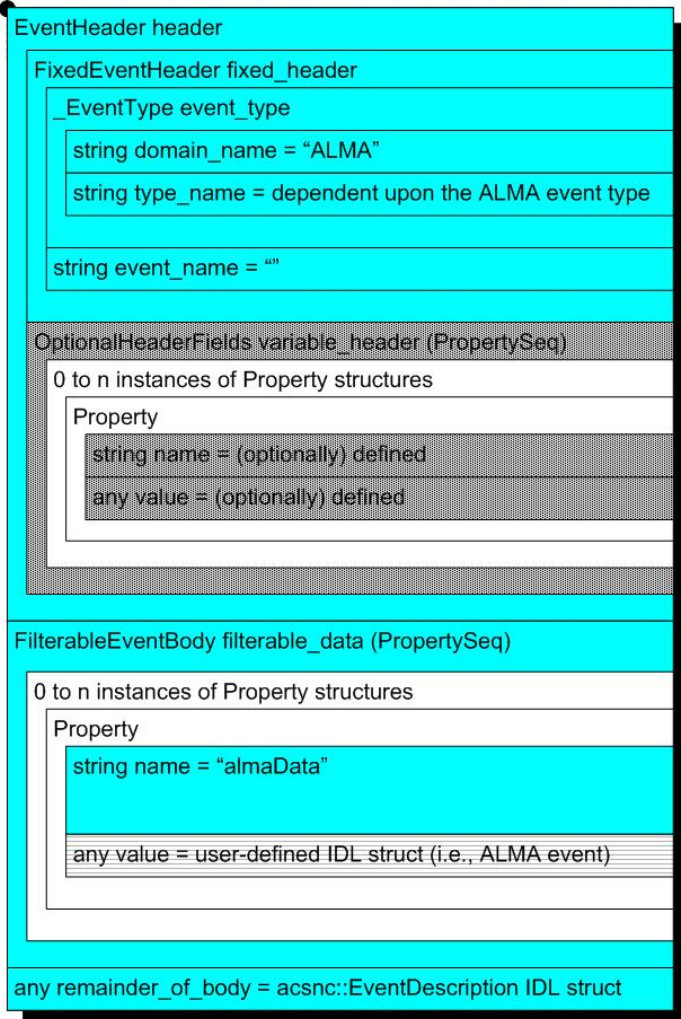 EventHeader header
FixedEventHeader fixed_header
_EventType event_type
string domain_name = “ALMA”
string type_name = dependent upon the ALMA event type
string event_name = “”
OptionalHeaderFields variable_header (PropertySeq)
0 to n instances of Property structures
Property
string name = (optionally) defined
any value = (optionally) defined
FilterableEventBody filterable_data (PropertySeq)
0 to n instances of Property structures
Property
string name = “almaData”
any value = user-defined IDL struct (i.e., ALMA event)
any remainder_of_body = acsnc::EventDescription IDL struct